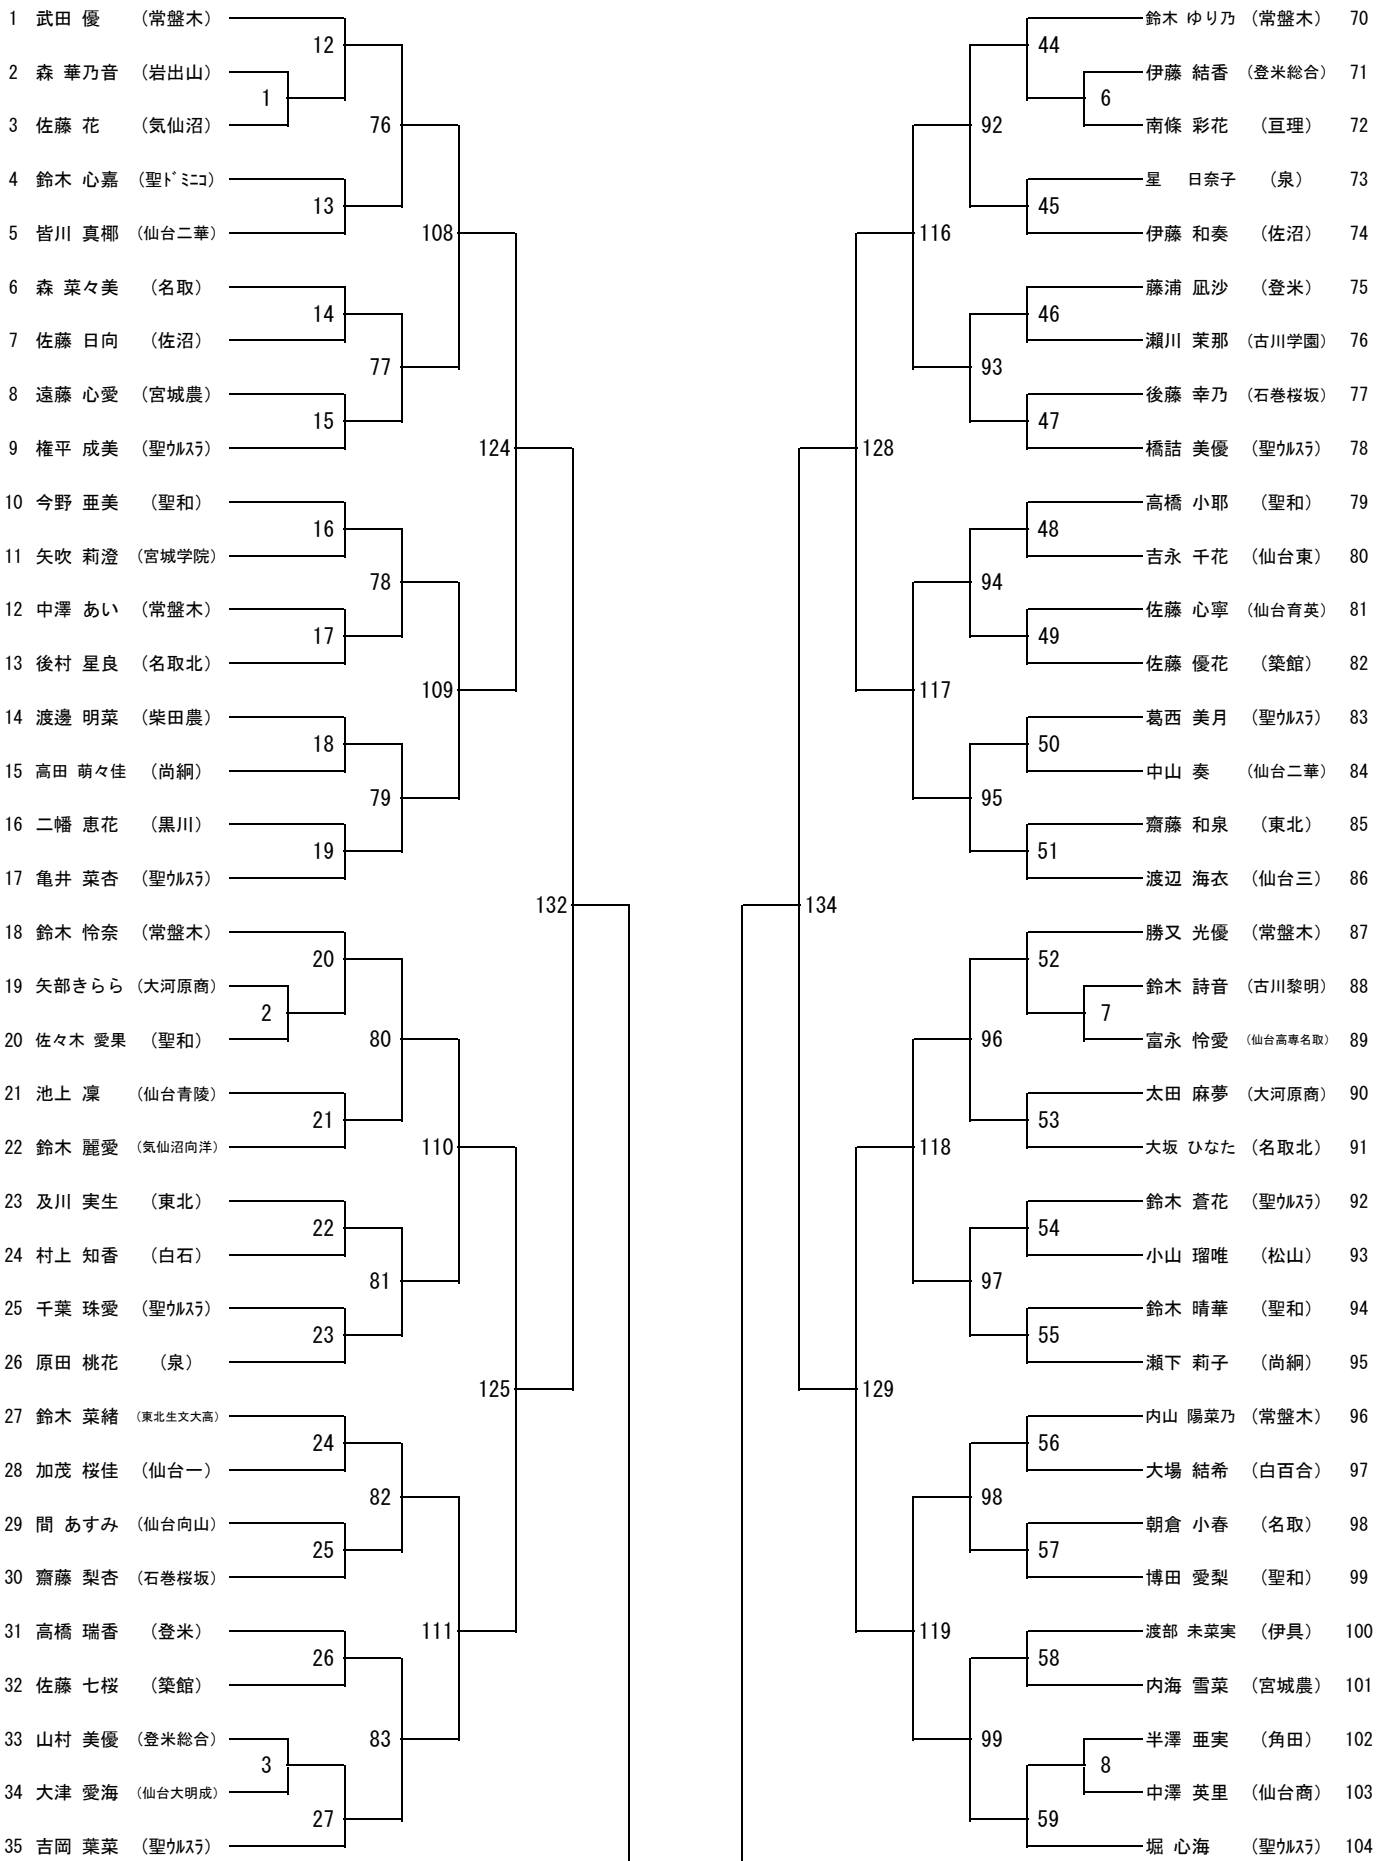 1 武田 優 (常盤木)
12
2 森 華乃音 (岩出山)
1
3 佐藤 花 (気仙沼)
76
4 鈴木 心嘉 (聖ﾄﾞﾐﾆｺ)
13
5 皆川 真椰 (仙台二華)
108
6 森 菜々美 (名取)
14
7 佐藤 日向 (佐沼)
77
8 遠藤 心愛 (宮城農)
15
9 権平 成美 (聖ｳﾙｽﾗ)
124
10 今野 亜美 (聖和)
16
11 矢吹 莉澄 (宮城学院)
78
12 中澤 あい (常盤木)
17
13 後村 星良 (名取北)
109
14 渡邊 明菜 (柴田農)
18
15 高田 萌々佳 (尚絅)
79
16 二幡 恵花 (黒川)
19
17 亀井 菜杏 (聖ｳﾙｽﾗ)
132
18 鈴木 怜奈 (常盤木)
20
19 矢部きらら (大河原商)
2
20 佐々木 愛果 (聖和)
80
21 池上 凜 (仙台青陵)
21
22 鈴木 麗愛 (気仙沼向洋)
110
23 及川 実生 (東北)
22
24 村上 知香 (白石)
81
25 千葉 珠愛 (聖ｳﾙｽﾗ)
23
26 原田 桃花 (泉)
125
27 鈴木 菜緒 (東北生文大高)
24
28 加茂 桜佳 (仙台一)
82
29 間 あすみ (仙台向山)
25
30 齋藤 梨杏 (石巻桜坂)
31 高橋 瑞香 (登米)
111
26
32 佐藤 七桜 (築館)
33 山村 美優 (登米総合)
83
3
34 大津 愛海 (仙台大明成)
27
35 吉岡 葉菜 (聖ｳﾙｽﾗ)
鈴木 ゆり乃 (常盤木) 70
44
伊藤 結香 (登米総合) 71
6
南條 彩花 (亘理) 72
92
星 日奈子 (泉) 73
45
伊藤 和奏 (佐沼) 74
116
藤浦 凪沙 (登米) 75
46
瀬川 茉那 (古川学園) 76
93
後藤 幸乃 (石巻桜坂) 77
47
橋詰 美優 (聖ｳﾙｽﾗ) 78
128
高橋 小耶 (聖和) 79
48
吉永 千花 (仙台東) 80
94
佐藤 心寧 (仙台育英) 81
49
佐藤 優花 (築館) 82
117
葛西 美月 (聖ｳﾙｽﾗ) 83
50
中山 奏 (仙台二華) 84
95
齋藤 和泉 (東北) 85
51
渡辺 海衣 (仙台三) 86
134
勝又 光優 (常盤木) 87
52
鈴木 詩音 (古川黎明) 88
7
富永 怜愛 (仙台高専名取) 89
96
太田 麻夢 (大河原商) 90
53
大坂 ひなた (名取北) 91
118
鈴木 蒼花 (聖ｳﾙｽﾗ) 92
54
小山 瑠唯 (松山) 93
97
鈴木 晴華 (聖和) 94
55
瀬下 莉子 (尚絅) 95
129
内山 陽菜乃 (常盤木) 96
56
大場 結希 (白百合) 97
98
朝倉 小春 (名取) 98
57
博田 愛梨 (聖和) 99
渡部 未菜実 (伊具) 100
119
58
内海 雪菜 (宮城農) 101
半澤 亜実 (角田) 102
99
8
中澤 英里 (仙台商) 103
59
堀 心海 (聖ｳﾙｽﾗ) 104